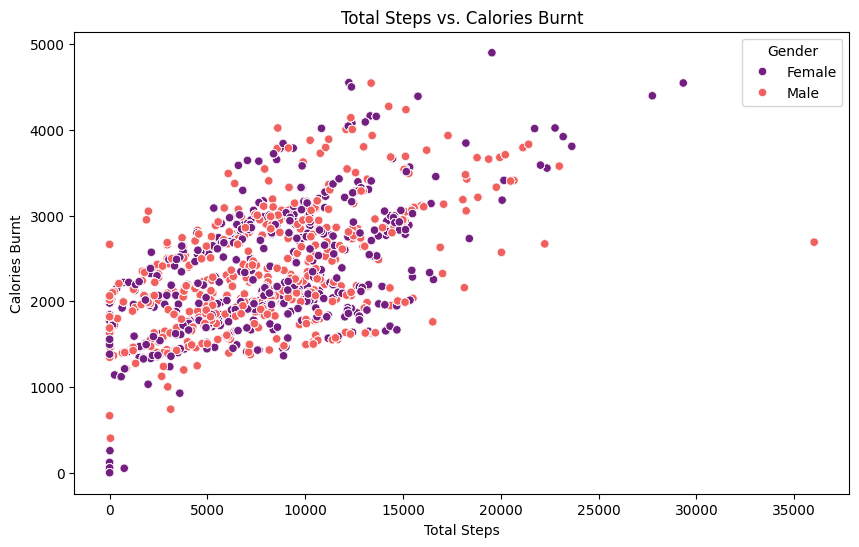 Total Steps vs. Calories Burnt
Gender
Female
Male
Calories Burnt
5000
4000
3000
2000
1000
0
0 5000 10000 15000 20000 25000 30000 35000
Total Steps